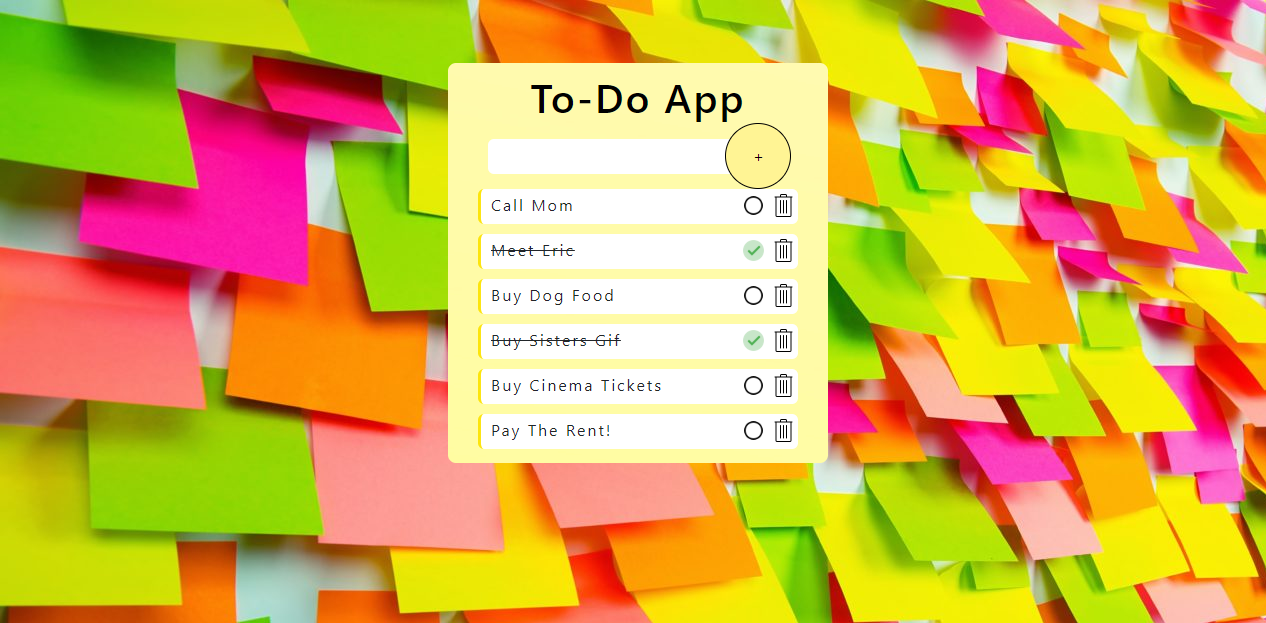 To-Do App
+
Call Mom
Meet Eric
Buy Dog Food
Buy Sisters Gif
Buy Cinema Tickets
Pay The Rent!